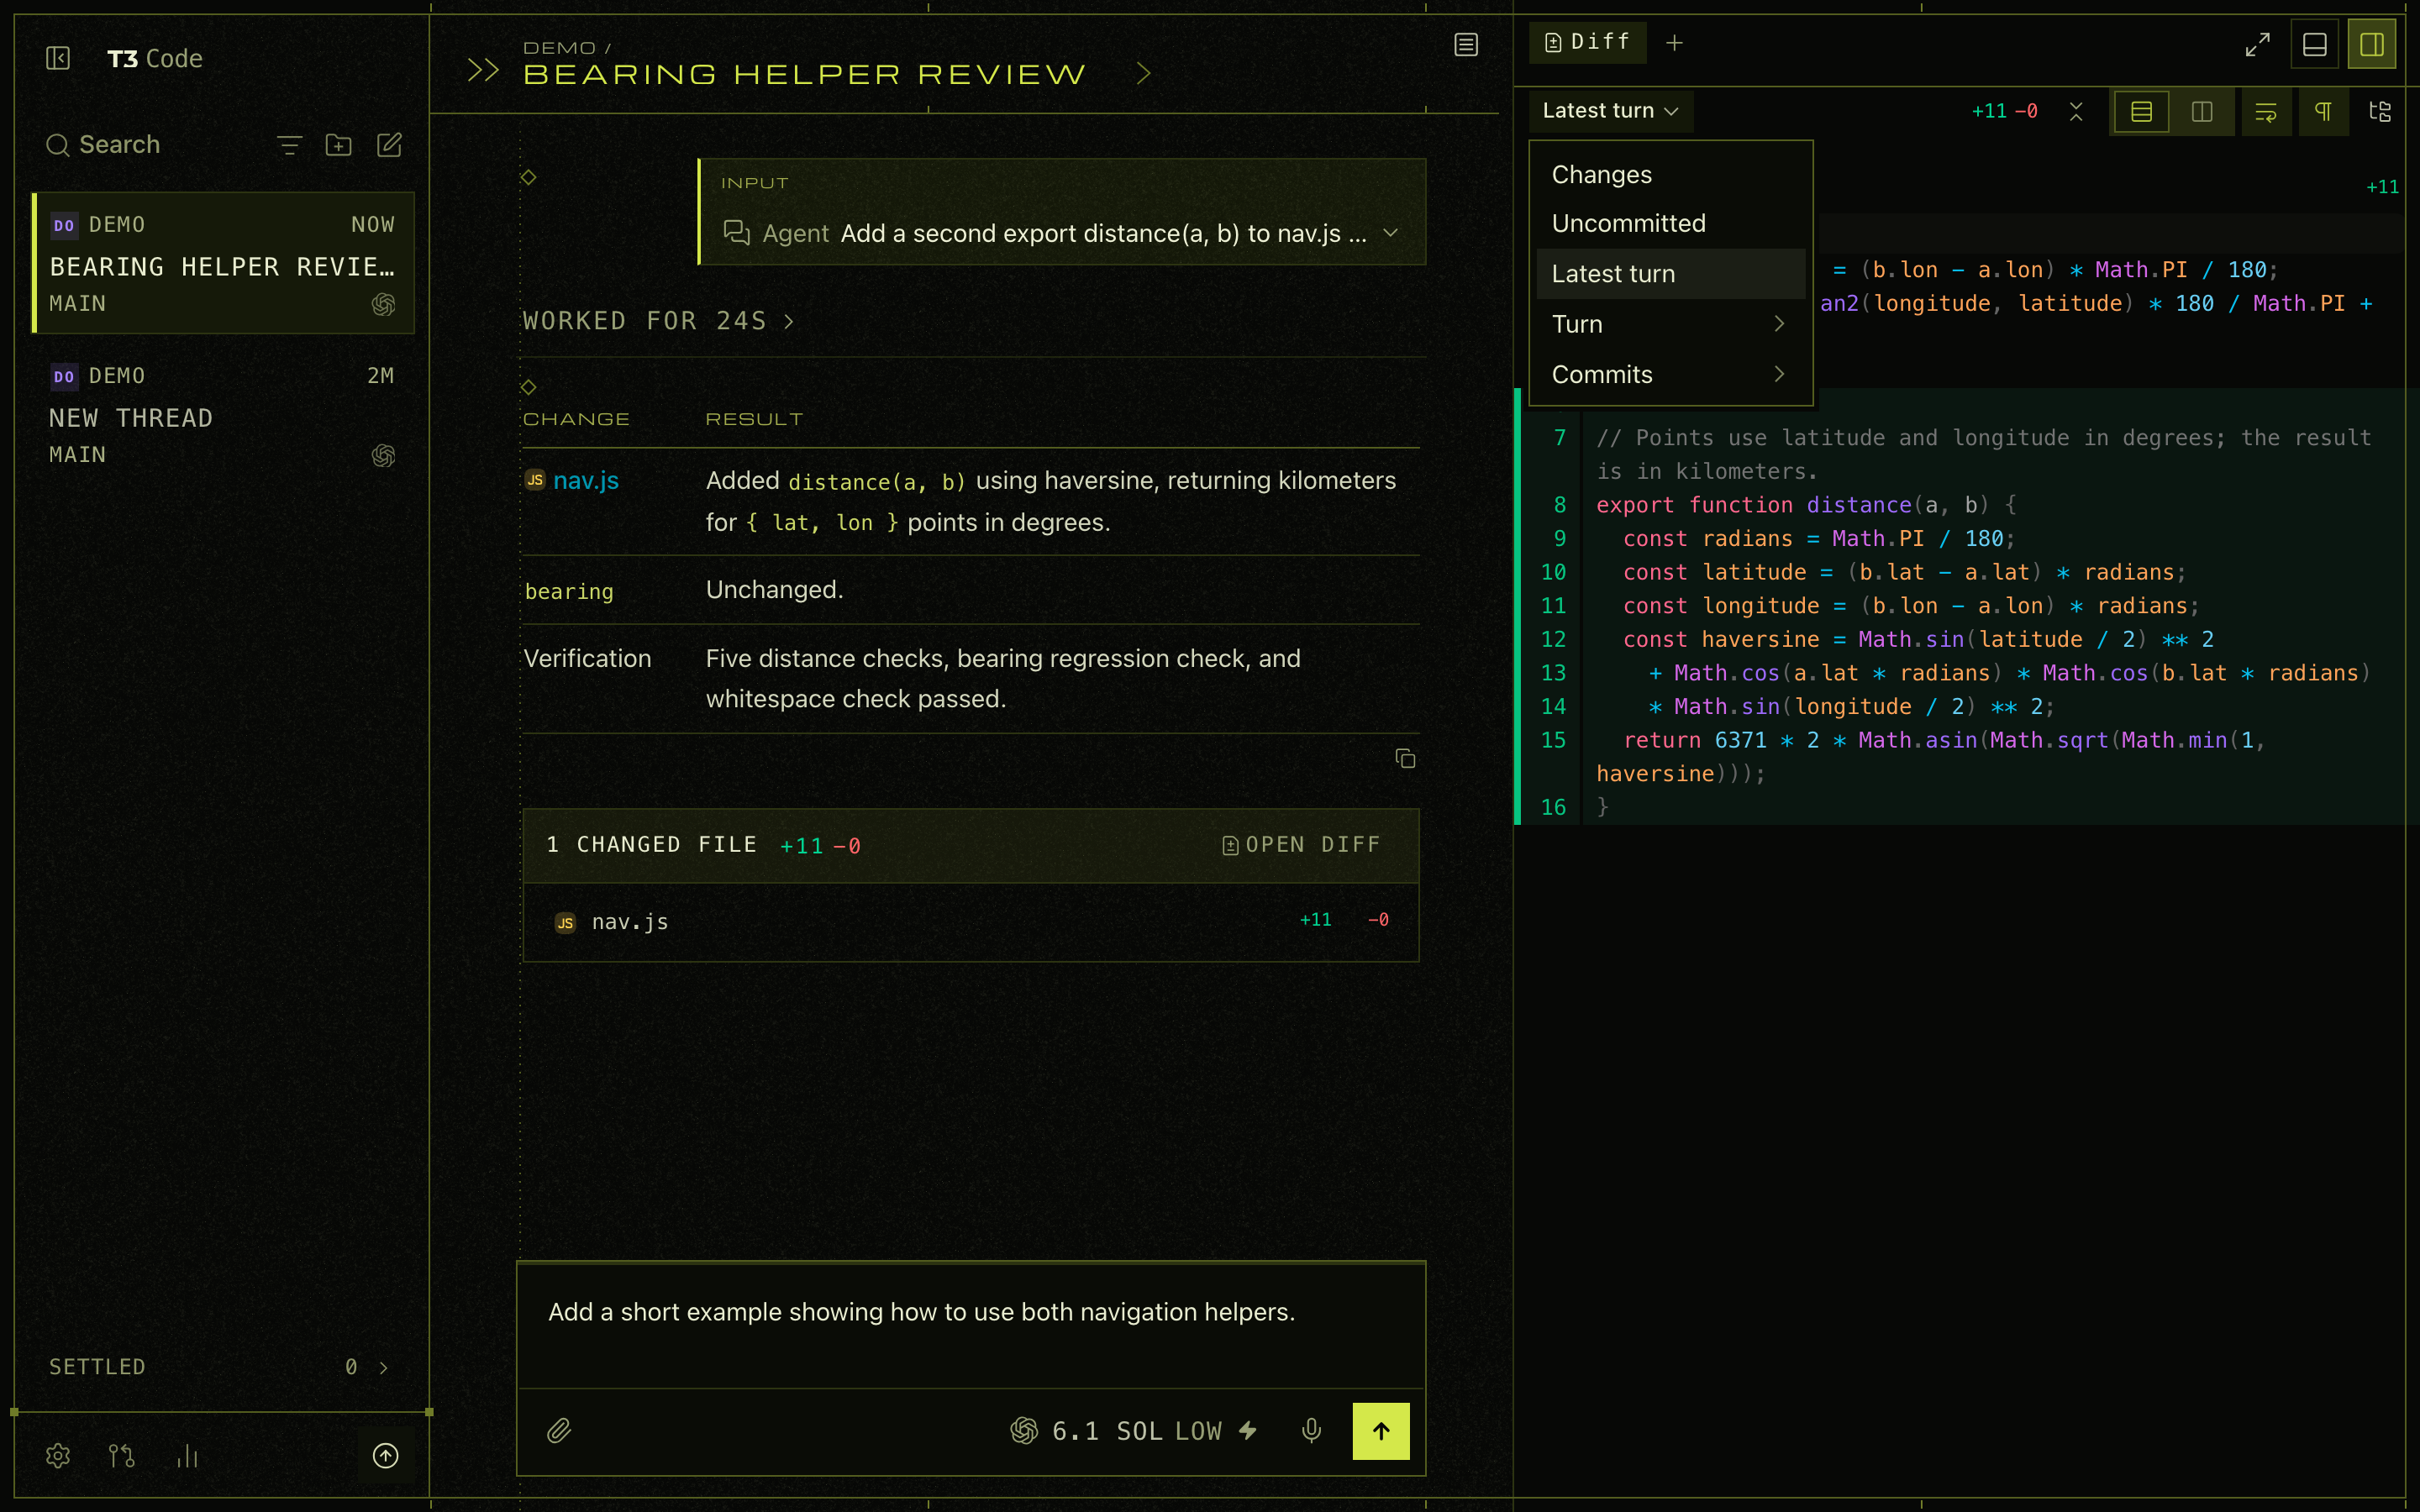 T3 Code
Search
DO DEMO NOW
BEARING HELPER REVIE…
MAIN
DO DEMO 2M
NEW THREAD
MAIN
SETTLED 0
DEMO /
BEARING HELPER REVIEW
INPUT
Agent Add a second export distance(a, b) to nav.js ...
WORKED FOR 24S
CHANGE RESULT
JS nav.js Added distance(a, b) using haversine, returning kilometers
for { lat, lon } points in degrees.
bearing Unchanged.
Verification Five distance checks, bearing regression check, and
whitespace check passed.
1 CHANGED FILE +11 −0 OPEN DIFF
JS nav.js +11 −0
Add a short example showing how to use both navigation helpers.
6.1 SOL LOW
Diff
Latest turn +11 −0
Changes
Uncommitted
Latest turn
Turn
Commits
+11
= (b.lon − a.lon) * Math.PI / 180;
an2(longitude, latitude) * 180 / Math.PI +
7 // Points use latitude and longitude in degrees; the result
is in kilometers.
8 export function distance(a, b) {
9 const radians = Math.PI / 180;
10 const latitude = (b.lat − a.lat) * radians;
11 const longitude = (b.lon − a.lon) * radians;
12 const haversine = Math.sin(latitude / 2) ** 2
13 + Math.cos(a.lat * radians) * Math.cos(b.lat * radians)
14 * Math.sin(longitude / 2) ** 2;
15 return 6371 * 2 * Math.asin(Math.sqrt(Math.min(1,
haversine)));
16 }